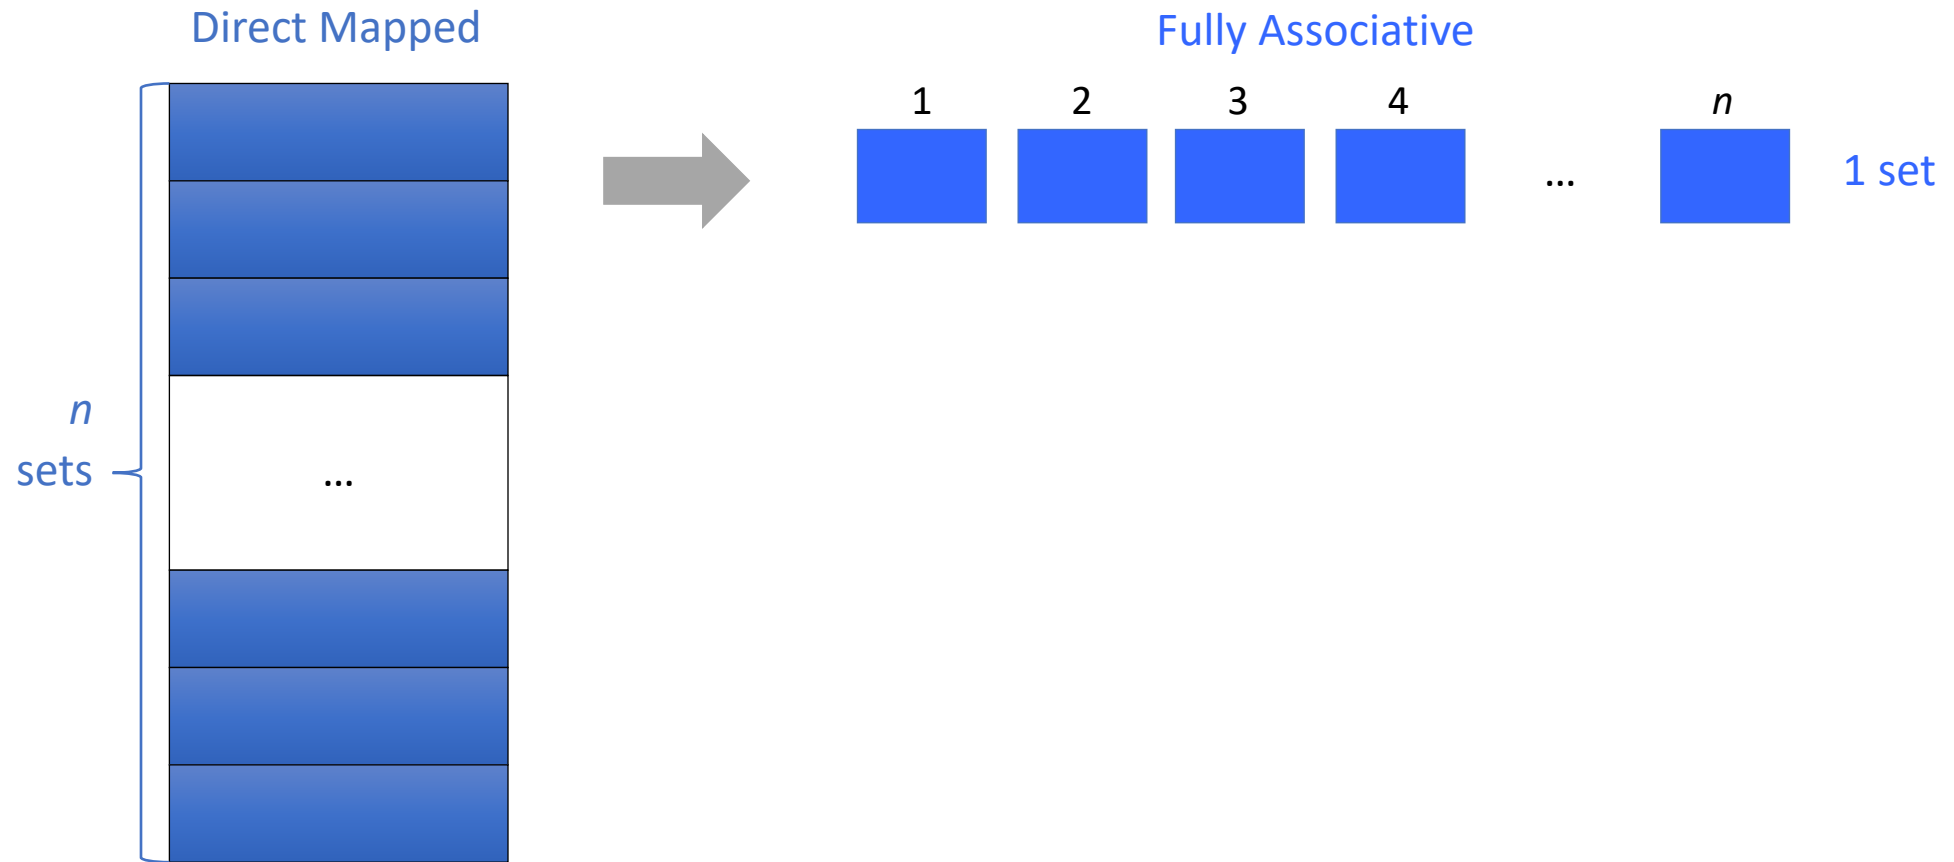 Direct Mapped
Fully Associative
1 2 3 4 n
... 1 set
n
sets
...